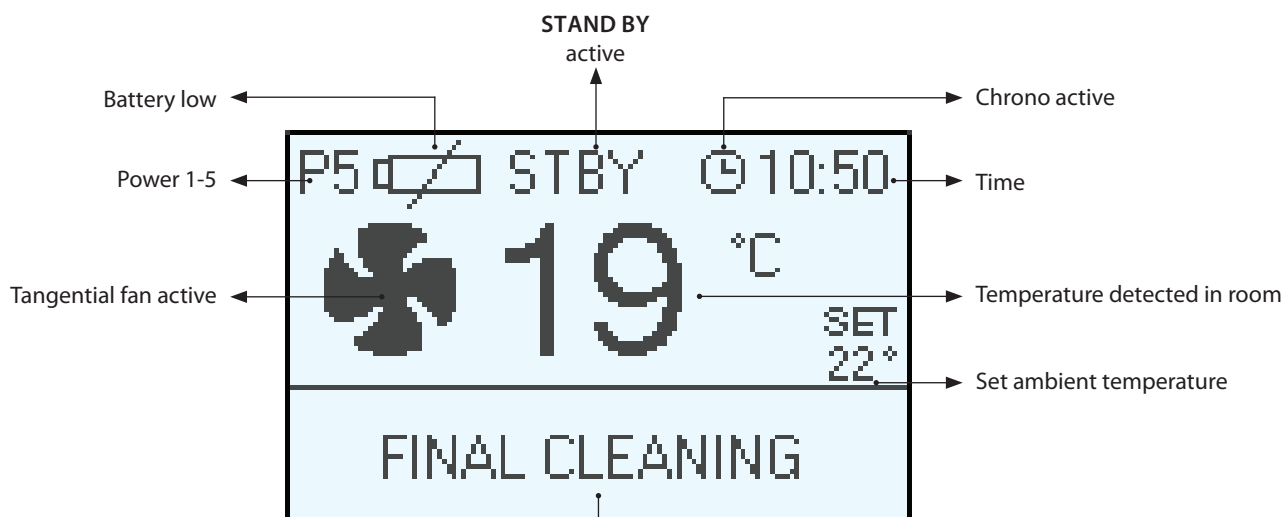 STAND BY
active
Battery low
Chrono active
Power 1-5
P5 STBY 10:50
Time
Tangential fan active
19 °C
Temperature detected in room
SET
22°
Set ambient temperature
FINAL CLEANING